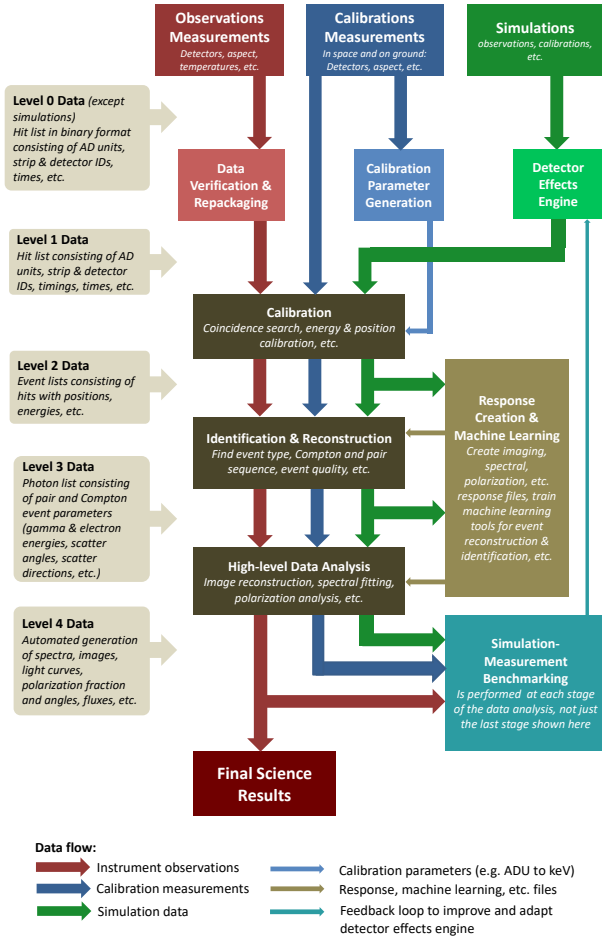 Observations
Measurements
Detectors, aspect,
temperatures, etc.
Calibrations
Measurements
In space and on ground:
Detectors, aspect, etc.
Simulations
observations, calibrations,
etc.
Level 0 Data (except
simulations)
Hit list in binary format
consisting of AD units,
strip & detector IDs,
times, etc.
Data
Verification &
Repackaging
Calibration
Parameter
Generation
Detector
Effects
Engine
Level 1 Data
Hit list consisting of AD
units, strip & detector
IDs, timings, times, etc.
Calibration
Coincidence search, energy & position
calibration, etc.
Level 2 Data
Event lists consisting of
hits with positions,
energies, etc.
Response
Creation &
Machine Learning
Create imaging,
spectral,
polarization, etc.
response files, train
machine learning
tools for event
reconstruction &
identification, etc.
Identification & Reconstruction
Find event type, Compton and pair
sequence, event quality, etc.
Level 3 Data
Photon list consisting
of pair and Compton
event parameters
(gamma & electron
energies, scatter
angles, scatter
directions, etc.)
High-level Data Analysis
Image reconstruction, spectral fitting,
polarization analysis, etc.
Level 4 Data
Automated generation
of spectra, images,
light curves,
polarization fraction
and angles, fluxes, etc.
Simulation-
Measurement
Benchmarking
Is performed at each stage
of the data analysis, not just
the last stage shown here
Final Science
Results
Data flow:
Instrument observations
Calibration measurements
Simulation data
Calibration parameters (e.g. ADU to keV)
Response, machine learning, etc. files
Feedback loop to improve and adapt
detector effects engine